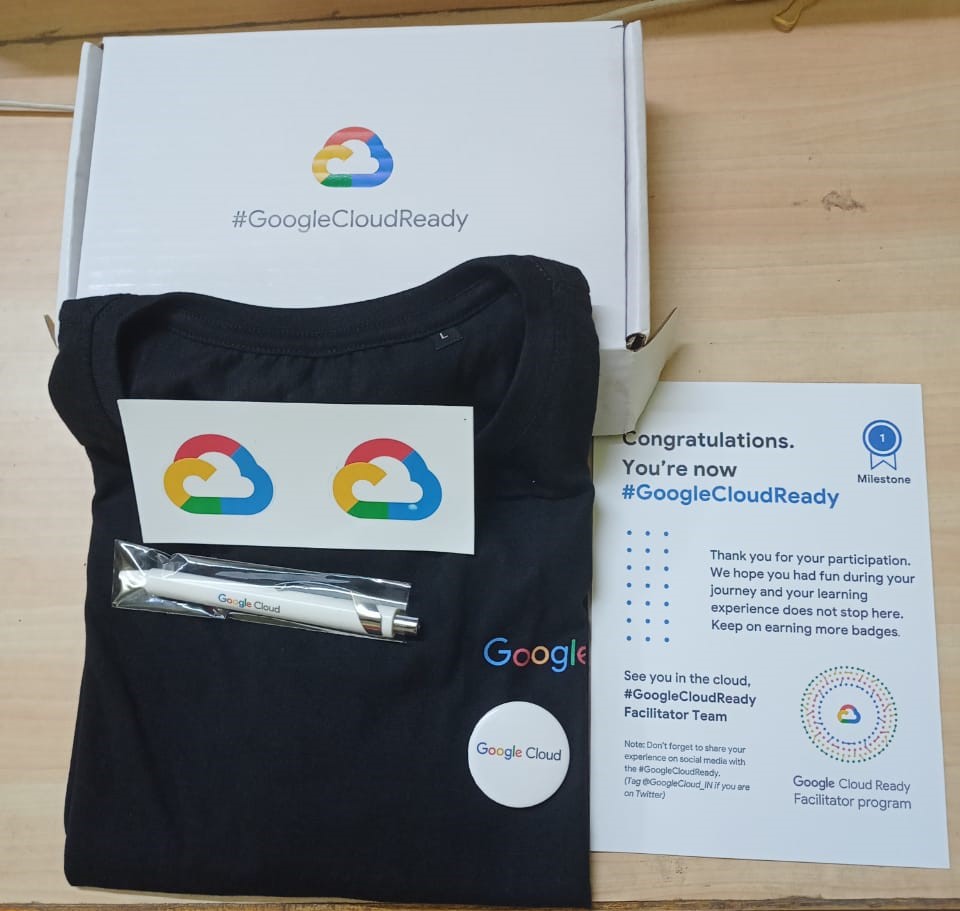 #GoogleCloudReady
L
Google Cloud
Google
Google Cloud
Congratulations.
You're now
#GoogleCloudReady
1
Milestone
Thank you for your participation.
We hope you had fun during your
journey and your learning
experience does not stop here.
Keep on earning more badges.
See you in the cloud,
#GoogleCloudReady
Facilitator Team
Note: Don't forget to share your
experience on social media with
the #GoogleCloudReady.
(Tag @GoogleCloud_IN if you are
on Twitter)
Google Cloud Ready
Facilitator program